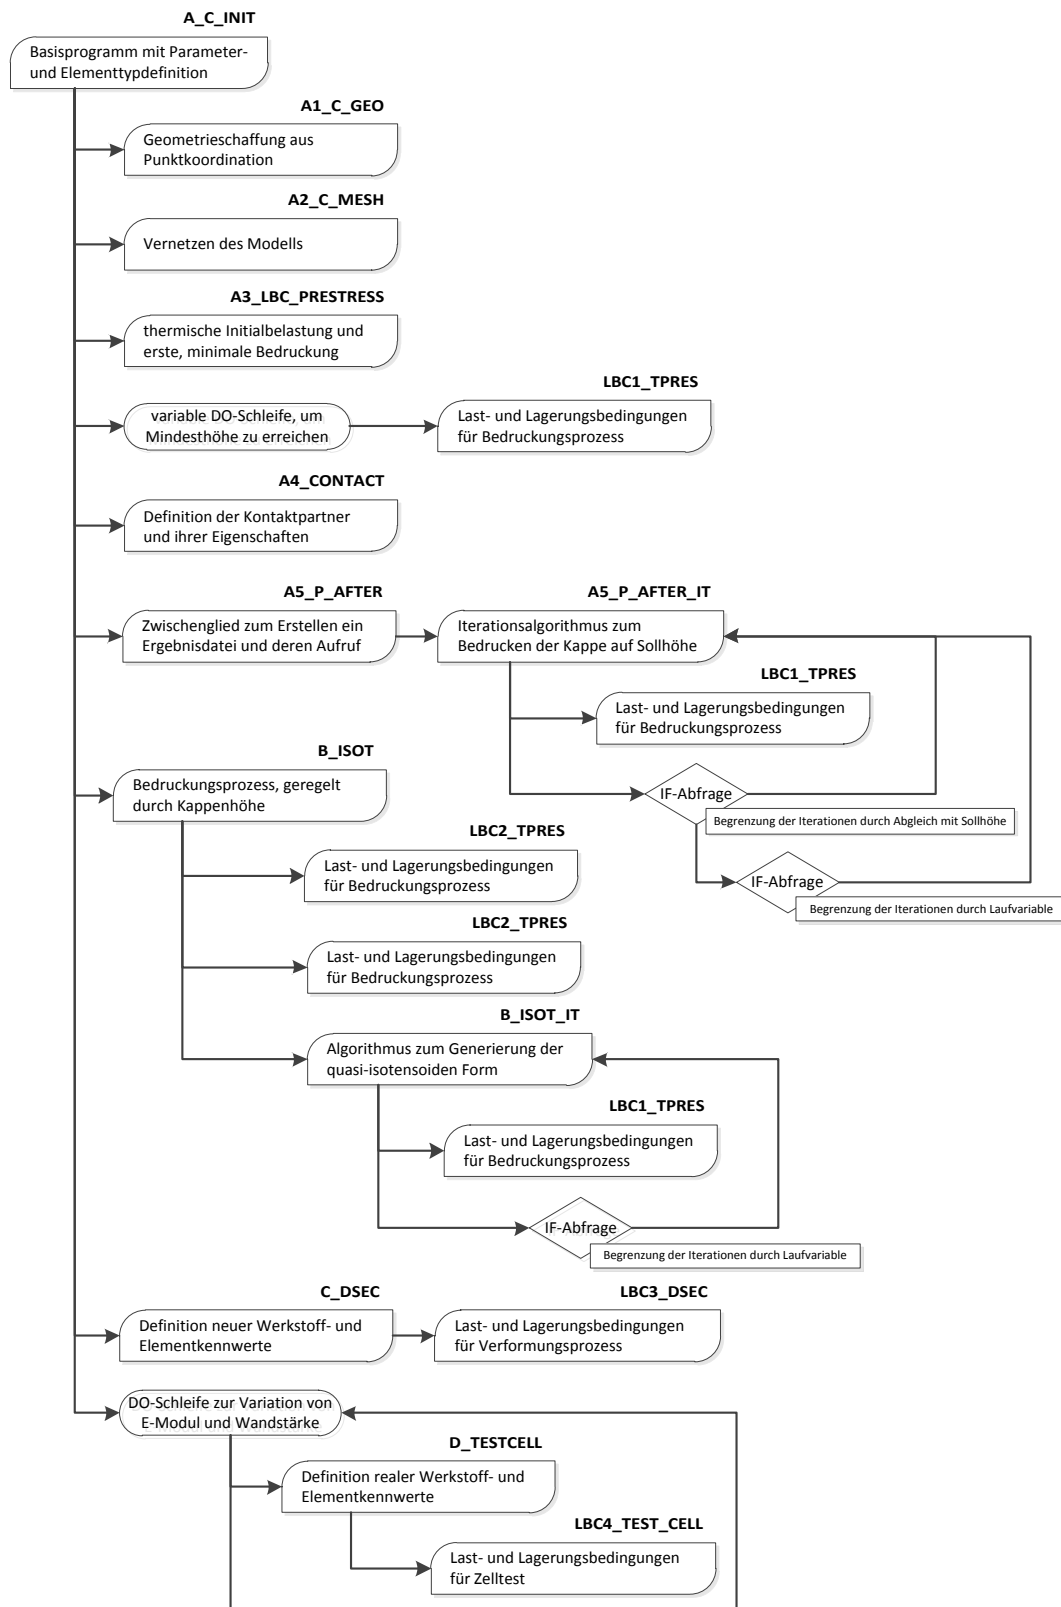 A_C_INIT
Basisprogramm mit Parameter-
und Elementtypdefinition
A1_C_GEO
Geometrieschaffung aus
Punktkoordination
A2_C_MESH
Vernetzen des Modells
A3_LBC_PRESTRESS
thermische Initialbelastung und
erste, minimale Bedruckung
variable DO-Schleife, um
Mindesthöhe zu erreichen
LBC1_TPRES
Last- und Lagerungsbedingungen
für Bedruckungsprozess
A4_CONTACT
Definition der Kontaktpartner
und ihrer Eigenschaften
A5_P_AFTER
Zwischenglied zum Erstellen ein
Ergebnisdatei und deren Aufruf
A5_P_AFTER_IT
Iterationsalgorithmus zum
Bedrucken der Kappe auf Sollhöhe
LBC1_TPRES
Last- und Lagerungsbedingungen
für Bedruckungsprozess
IF-Abfrage
Begrenzung der Iterationen durch Abgleich mit Sollhöhe
IF-Abfrage
Begrenzung der Iterationen durch Laufvariable
B_ISOT
Bedruckungsprozess, geregelt
durch Kappenhöhe
LBC2_TPRES
Last- und Lagerungsbedingungen
für Bedruckungsprozess
LBC2_TPRES
Last- und Lagerungsbedingungen
für Bedruckungsprozess
B_ISOT_IT
Algorithmus zum Generierung der
quasi-isotensoiden Form
LBC1_TPRES
Last- und Lagerungsbedingungen
für Bedruckungsprozess
IF-Abfrage
Begrenzung der Iterationen durch Laufvariable
C_DSEC
Definition neuer Werkstoff- und
Elementkennwerte
LBC3_DSEC
Last- und Lagerungsbedingungen
für Verformungsprozess
DO-Schleife zur Variation von
E-Modul und Wandstärke
D_TESTCELL
Definition realer Werkstoff- und
Elementkennwerte
LBC4_TEST_CELL
Last- und Lagerungsbedingungen
für Zelltest